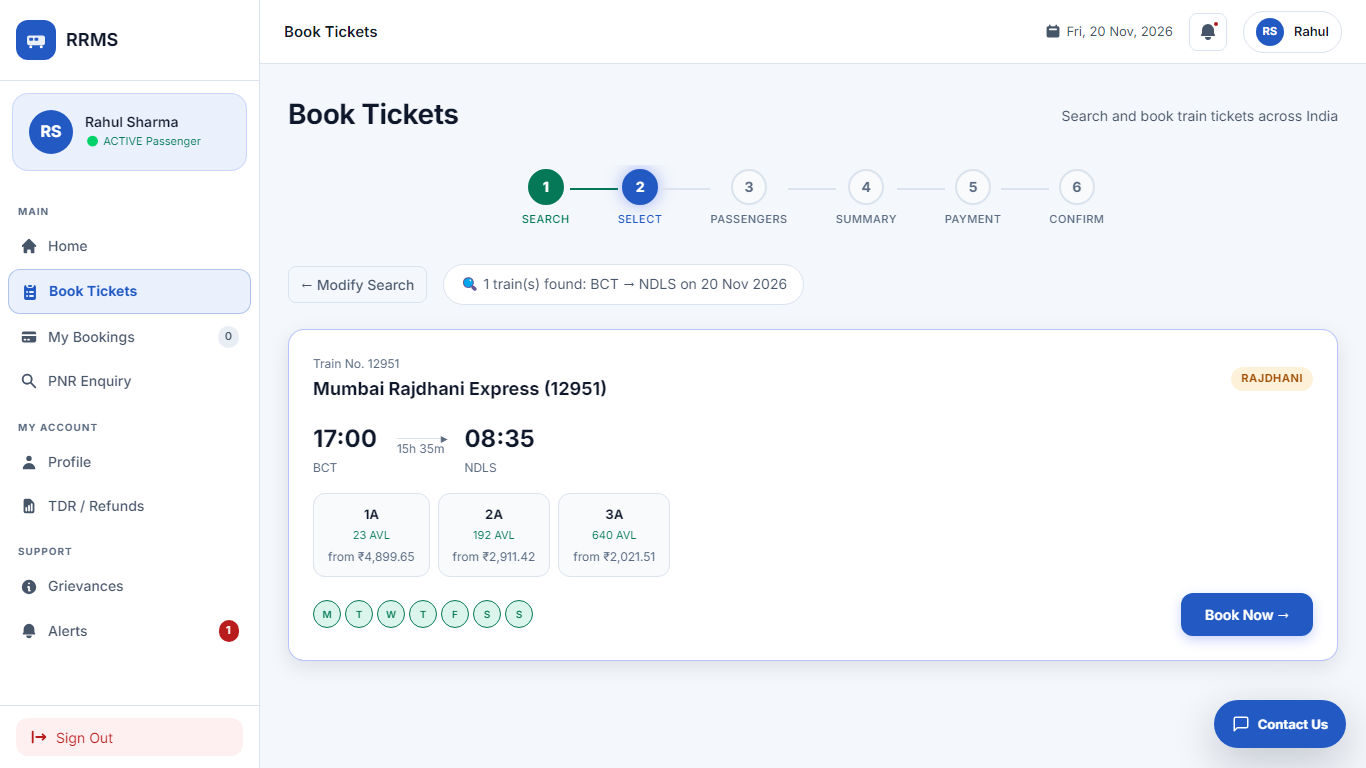 RRMS
RS
Rahul Sharma
ACTIVE Passenger
MAIN
Home
Book Tickets
My Bookings
0
PNR Enquiry
MY ACCOUNT
Profile
TDR / Refunds
SUPPORT
Grievances
Alerts
1
Sign Out
Book Tickets
Fri, 20 Nov, 2026
RS
Rahul
Book Tickets
Search and book train tickets across India
1
2
3
4
5
6
SEARCH
SELECT
PASSENGERS
SUMMARY
PAYMENT
CONFIRM
← Modify Search
1 train(s) found: BCT → NDLS on 20 Nov 2026
Train No. 12951
Mumbai Rajdhani Express (12951)
RAJDHANI
17:00
15h 35m
08:35
BCT
NDLS
1A
23 AVL
from ₹4,899.65
2A
192 AVL
from ₹2,911.42
3A
640 AVL
from ₹2,021.51
M T W T F S S
Book Now →
Contact Us